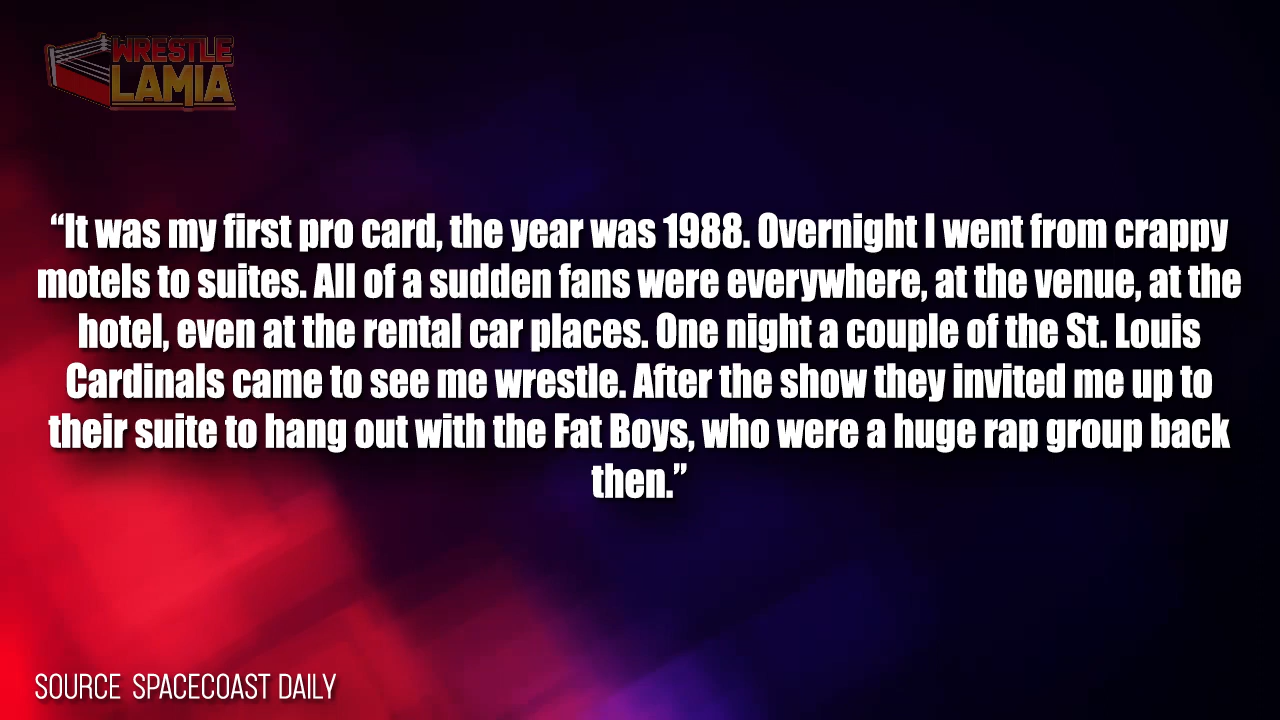 WRESTLE
LAMIA
“It was my first pro card, the year was 1988. Overnight I went from crappy
motels to suites. All of a sudden fans were everywhere, at the venue, at the
hotel, even at the rental car places. One night a couple of the St. Louis
Cardinals came to see me wrestle. After the show they invited me up to
their suite to hang out with the Fat Boys, who were a huge rap group back
then.”
SOURCE SPACECOAST DAILY